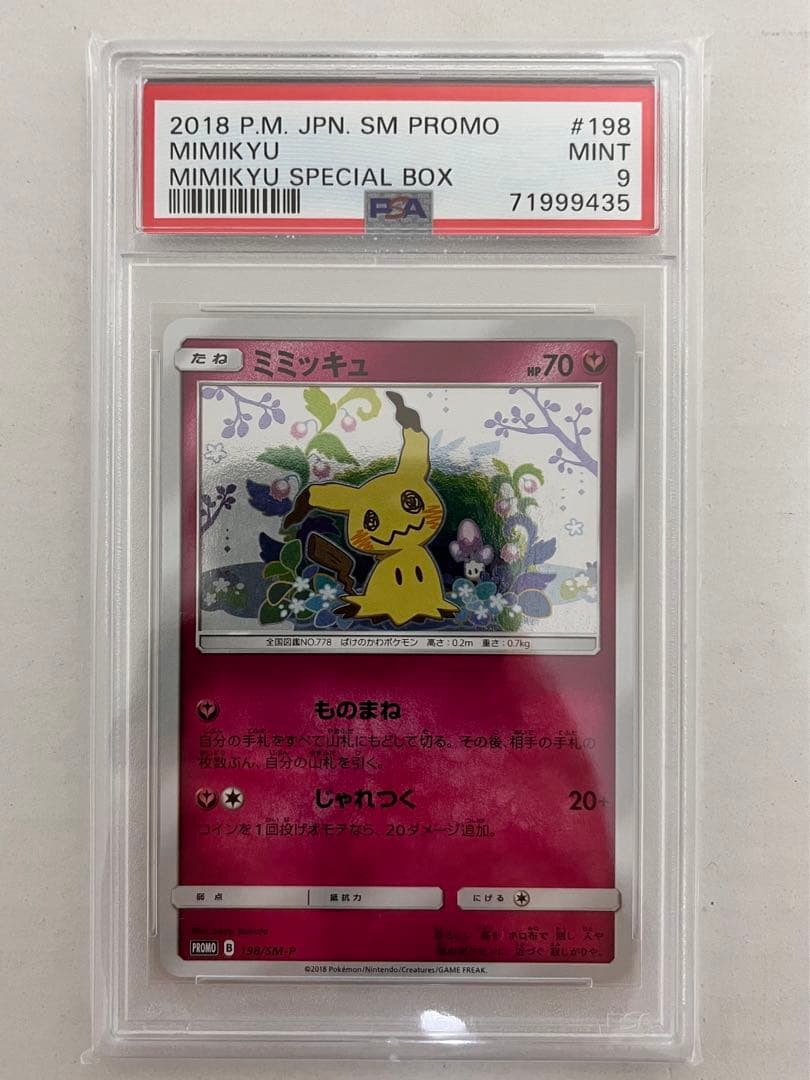 2018 P.M. JPN. SM PROMO #198
MIMIKYU MINT
MIMIKYU SPECIAL BOX 9
PSA 71999435
たね ミミッキュ HP70
全国図鑑NO.778 ばけのかわポケモン 高さ:0.2m 重さ:0.7kg
ものまね
自分の手札をすべて山札にもどして切る。その後、相手の手札の
枚数ぶん、自分の山札を引く。
じゃれつく 20+
コインを1回投げオモテなら、20ダメージ追加。
弱点 抵抗力 にげる
PROMO B 198/SM-P
©2018 Pokémon/Nintendo/Creatures/GAME FREAK.